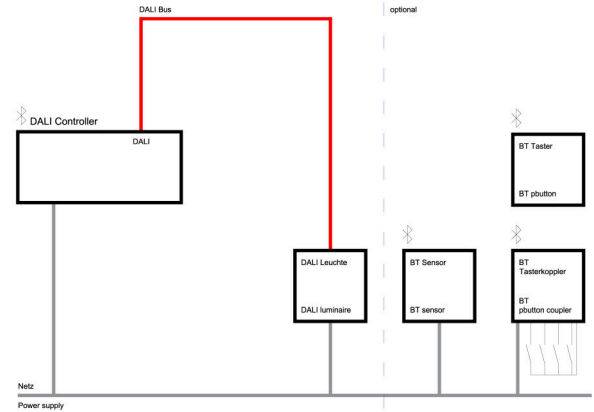 DALI Bus
optional
DALI Controller
DALI
BT Taster
BT pbutton
DALI Leuchte
DALI luminaire
BT Sensor
BT sensor
BT
Tasterkoppler
BT
pbutton coupler
Netz
Power supply